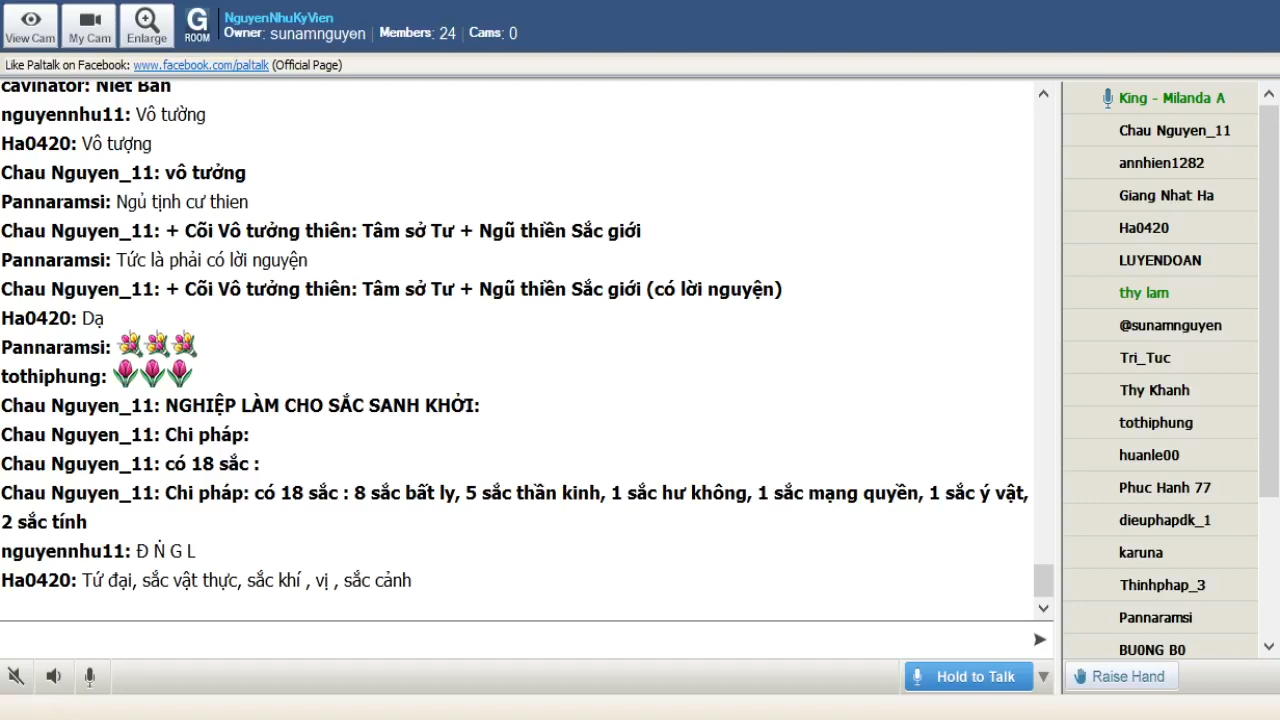 View Cam
My Cam
Enlarge
G
ROOM
NguyenNhuKyVien
Owner: sunamnguyen | Members: 24 | Cams: 0
Like Paltalk on Facebook: www.facebook.com/paltalk (Official Page)
cavinator: Niết Bàn
nguyennhu11: Vô tường
Ha0420: Vô tượng
Chau Nguyen_11: vô tưởng
Pannaramsi: Ngủ tịnh cư thien
Chau Nguyen_11: + Cõi Vô tưởng thiên: Tâm sở Tư + Ngũ thiền Sắc giới
Pannaramsi: Tức là phải có lời nguyện
Chau Nguyen_11: + Cõi Vô tưởng thiên: Tâm sở Tư + Ngũ thiền Sắc giới (có lời nguyện)
Ha0420: Dạ
Pannaramsi:
tothiphung:
Chau Nguyen_11: NGHIỆP LÀM CHO SẮC SANH KHỞI:
Chau Nguyen_11: Chi pháp:
Chau Nguyen_11: có 18 sắc :
Chau Nguyen_11: Chi pháp: có 18 sắc : 8 sắc bất ly, 5 sắc thần kinh, 1 sắc hư không, 1 sắc mạng quyền, 1 sắc ý vật,
2 sắc tính
nguyennhu11: Đ Ṅ G L
Ha0420: Tứ đại, sắc vật thực, sắc khí , vị , sắc cảnh
King - Milanda A
Chau Nguyen_11
annhien1282
Giang Nhat Ha
Ha0420
LUYENDOAN
thy lam
@sunamnguyen
Tri_Tuc
Thy Khanh
tothiphung
huanle00
Phuc Hanh 77
dieuphapdk_1
karuna
Thinhphap_3
Pannaramsi
BU0NG B0
Hold to Talk
Raise Hand